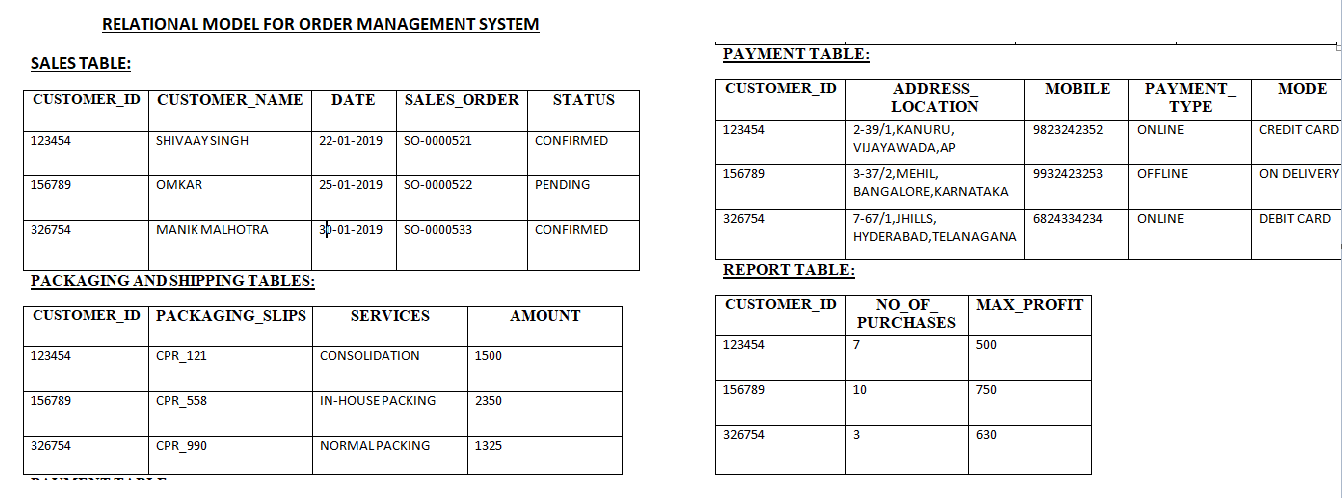 RELATIONAL MODEL FOR ORDER MANAGEMENT SYSTEM
SALES TABLE:
CUSTOMER_ID CUSTOMER_NAME DATE SALES_ORDER STATUS
123454 SHIVAAY SINGH 22-01-2019 SO-0000521 CONFIRMED
156789 OMKAR 25-01-2019 SO-0000522 PENDING
326754 MANIK MALHOTRA 30-01-2019 SO-0000533 CONFIRMED
PACKAGING AND SHIPPING TABLES:
CUSTOMER_ID PACKAGING_SLIPS SERVICES AMOUNT
123454 CPR_121 CONSOLIDATION 1500
156789 CPR_558 IN-HOUSE PACKING 2350
326754 CPR_990 NORMAL PACKING 1325
PAYMENT TABLE:
CUSTOMER_ID ADDRESS_ MOBILE PAYMENT_ MODE
LOCATION TYPE
123454 2-39/1,KANURU, 9823242352 ONLINE CREDIT CARD
VIJAYAWADA,AP
156789 3-37/2,MEHIL, 9932423253 OFFLINE ON DELIVERY
BANGALORE,KARNATAKA
326754 7-67/1,JHILLS, 6824334234 ONLINE DEBIT CARD
HYDERABAD,TELANAGANA
REPORT TABLE:
CUSTOMER_ID NO_OF_ MAX_PROFIT
PURCHASES
123454 7 500
156789 10 750
326754 3 630